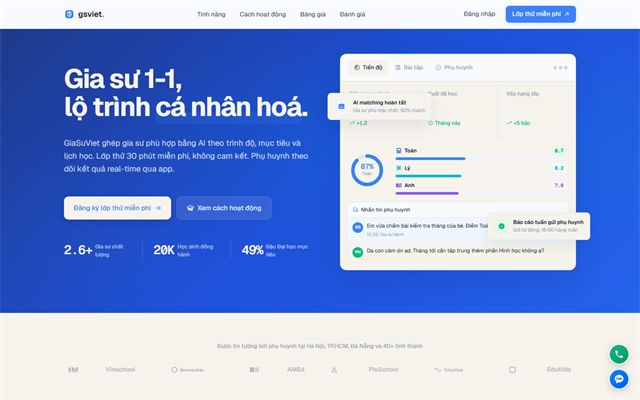 gsviet.
Tính năng
Cách hoạt động
Bảng giá
Đánh giá
Đăng nhập
Lớp thử miễn phí ↗
Gia sư 1-1,
lộ trình cá nhân hoá.
GiaSuViet ghép gia sư phù hợp bằng AI theo trình độ, mục tiêu và
lịch học. Lớp thử 30 phút miễn phí, không cam kết. Phụ huynh theo
dõi kết quả real-time qua app.
Đăng ký lớp thử miễn phí →
Xem cách hoạt động
2.6+ Gia sư chất lượng
20K Học sinh đồng hành
49% Đậu Đại học mục tiêu
Tiến độ
Bài tập
Phụ huynh
AI matching hoàn tất
Gia sư phù hợp nhất: 92% match
đã học
Xếp hạng lớp
+1.2
Tháng này
+5 bậc
87%
Toán
Toán 8.7
Lý 8.2
Anh 7.9
Nhắn tin phụ huynh
Em vừa chấm bài kiểm tra tháng của bé. Điểm Toá
Báo cáo tuần gửi phụ huynh
Gửi tự động, 18:00 hàng tuần
Dạ con cảm ơn ad. Tháng tới cần tập trung thêm phần Hình học không ạ?
Được tin tưởng bởi phụ huynh tại Hà Nội, TP.HCM, Đà Nẵng và 40+ tỉnh thành
EM
Vinschool
AMEd
PieSchool
TutorHub
EduKids